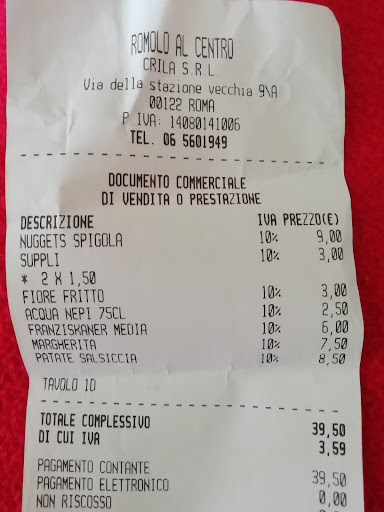 ROMOLO AL CENTRO
CRILA S.R.L.
Via della stazione vecchia 9\A
00122 ROMA
P.IVA: 14080141006
TEL. 06 5601949
DOCUMENTO COMMERCIALE
DI VENDITA O PRESTAZIONE
DESCRIZIONE IVA PREZZO(€)
NUGGETS SPIGOLA 10% 9,00
SUPPLI 10% 3,00
* 2 X 1,50
FIORE FRITTO 10% 3,00
ACQUA NEPI 75CL 10% 2,50
FRANZISKANER MEDIA 10% 6,00
MARGHERITA 10% 7,50
PATATE SALSICCIA 10% 8,50
TAVOLO 1D
TOTALE COMPLESSIVO 39,50
DI CUI IVA 3,59
PAGAMENTO CONTANTE
PAGAMENTO ELETTRONICO 39,50
NON RISCOSSO 0,00